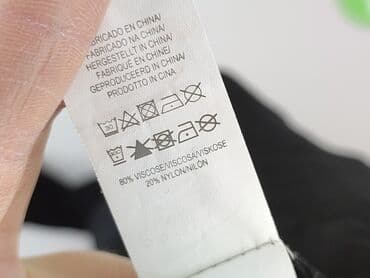 FABRICADO EN CHINA/
FABRICADO NA CHINA/
HERGESTELLT IN CHINA/
FABRIQUÉ EN CHINE/
GEPRODUCEERD IN CHINA/
PRODOTTO IN CINA
80% VISCOSE/VISCOSA/VISKOSE
20% NYLON/NILÓN